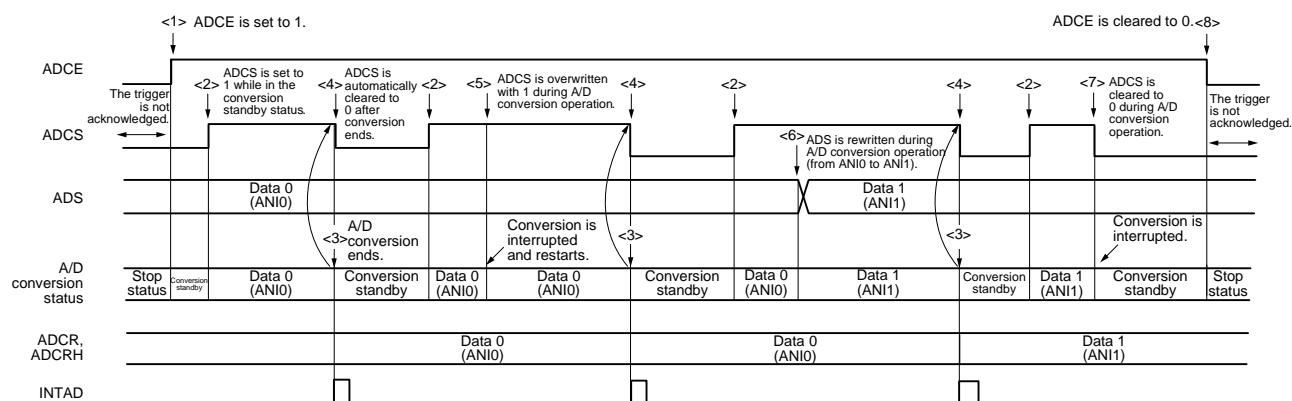 <1> ADCE is set to 1.
ADCE is cleared to 0.<8>
ADCE
The trigger
is not
acknowledged.
<2>
ADCS is set to
1 while in the
conversion
standby status.
<4>
ADCS is
automatically
cleared to
0 after
conversion
ends.
<2>
<5>
ADCS is overwritten
with 1 during A/D
conversion operation.
<4>
<2>
<4>
<2>
<7>
ADCS is
cleared to
0 during A/D
conversion
operation.
The trigger
is not
acknowledged.
ADCS
<6>
ADS is rewritten during
A/D conversion operation
(from ANI0 to ANI1).
ADS
Data 0
(ANI0)
Data 1
(ANI1)
<3>
A/D
conversion
ends.
Conversion is
interrupted
and restarts.
<3>
<3>
Conversion is
interrupted.
A/D
conversion
status
Stop
status
Conversion
standby
Data 0
(ANI0)
Conversion
standby
Data 0
(ANI0)
Data 0
(ANI0)
Conversion
standby
Data 0
(ANI0)
Data 1
(ANI1)
Conversion
standby
Data 1
(ANI1)
Conversion
standby
Stop
status
ADCR,
ADCRH
Data 0
(ANI0)
Data 0
(ANI0)
Data 1
(ANI1)
INTAD